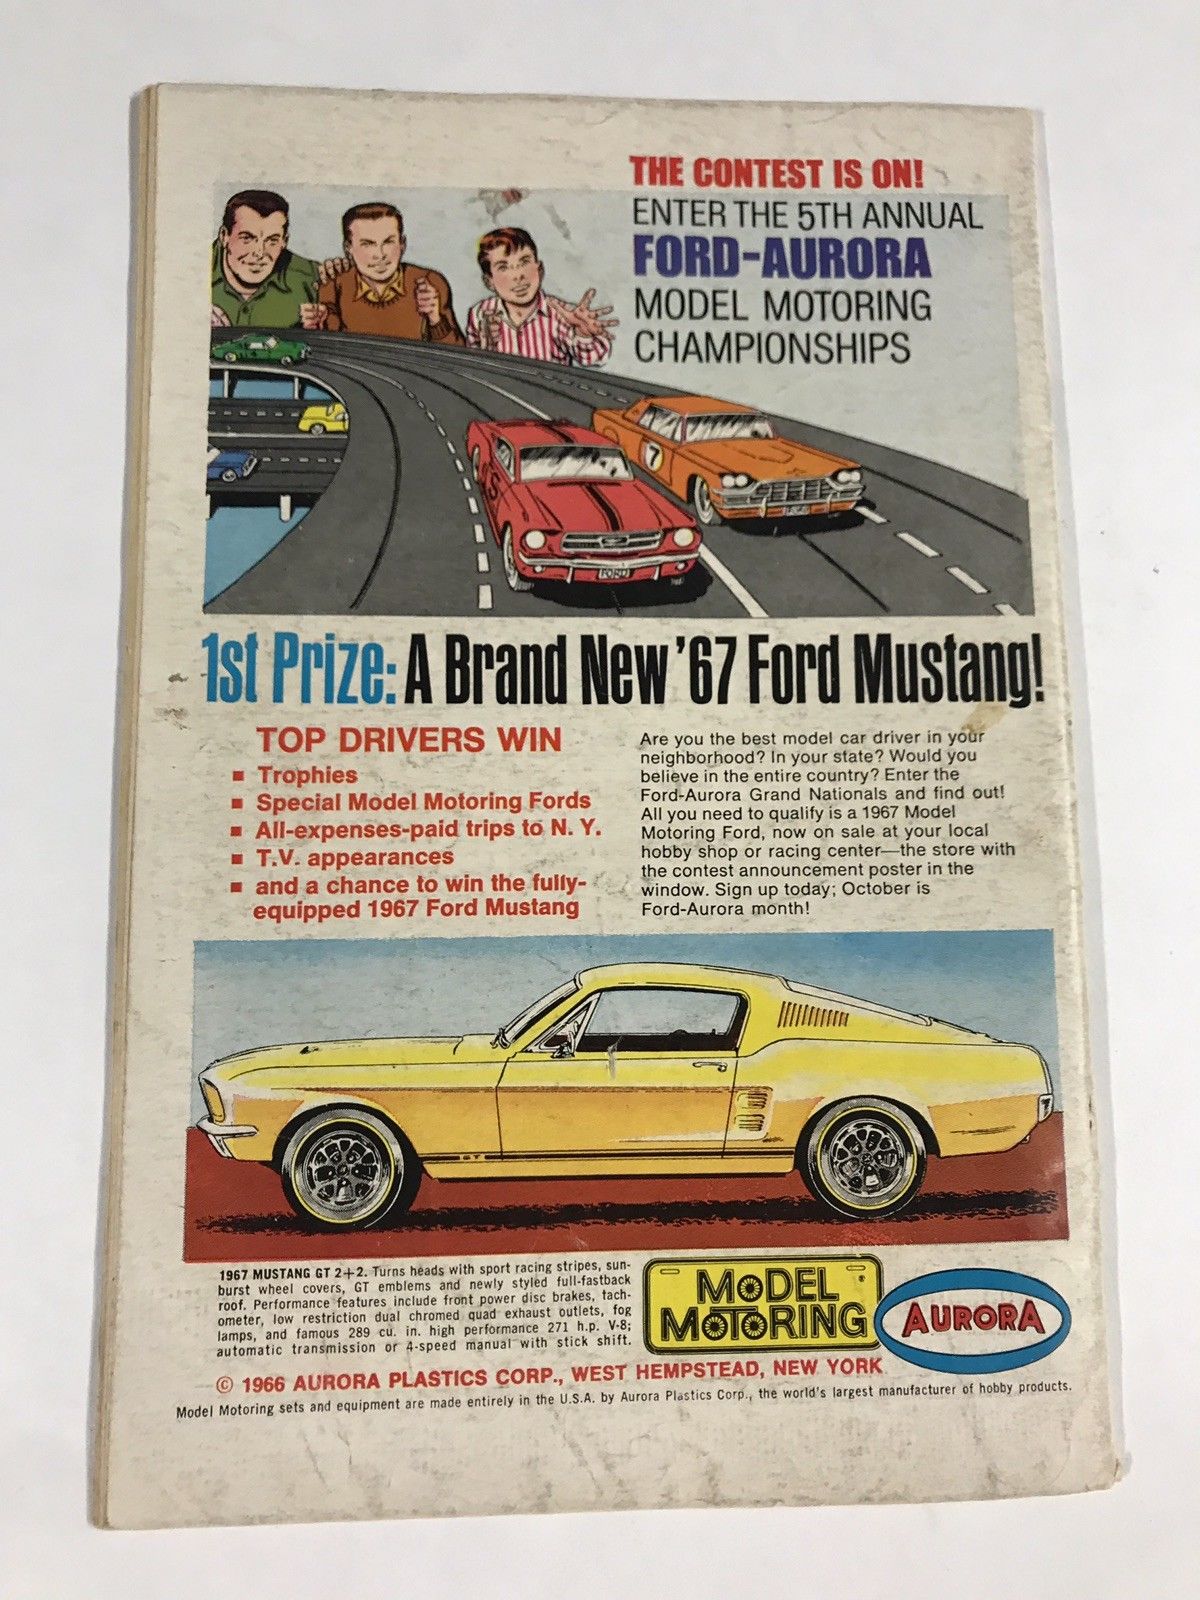 THE CONTEST IS ON!
ENTER THE 5TH ANNUAL
FORD-AURORA
MODEL MOTORING
CHAMPIONSHIPS
7
FORD
1st Prize: A Brand New '67 Ford Mustang!
TOP DRIVERS WIN
▪ Trophies
▪ Special Model Motoring Fords
▪ All-expenses-paid trips to N. Y.
▪ T.V. appearances
▪ and a chance to win the fully-
equipped 1967 Ford Mustang
Are you the best model car driver in your
neighborhood? In your state? Would you
believe in the entire country? Enter the
Ford-Aurora Grand Nationals and find out!
All you need to qualify is a 1967 Model
Motoring Ford, now on sale at your local
hobby shop or racing center—the store with
the contest announcement poster in the
window. Sign up today; October is
Ford-Aurora month!
GT
1967 MUSTANG GT 2+2. Turns heads with sport racing stripes, sun-
burst wheel covers, GT emblems and newly styled full-fastback
roof. Performance features include front power disc brakes, tach-
ometer, low restriction dual chromed quad exhaust outlets, fog
lamps, and famous 289 cu. in. high performance 271 h.p. V-8;
automatic transmission or 4-speed manual with stick shift.
MODEL
MOTORING
®
AURORA
© 1966 AURORA PLASTICS CORP., WEST HEMPSTEAD, NEW YORK
Model Motoring sets and equipment are made entirely in the U.S.A. by Aurora Plastics Corp., the world's largest manufacturer of hobby products.